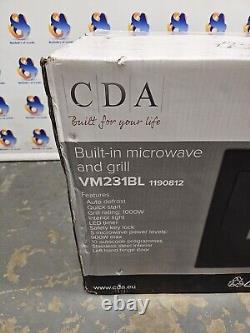 CDA
Built for your life
Built-in microwave
and grill
VM231BL 1190812
Features
Auto defrost
Quick start
Grill rating: 1000W
Interior light
LED timer
Safety key lock
5 microwave power levels:
900W max
10 autocook programmes
Stainless steel interior
Left hand hinge door
www.cda.eu